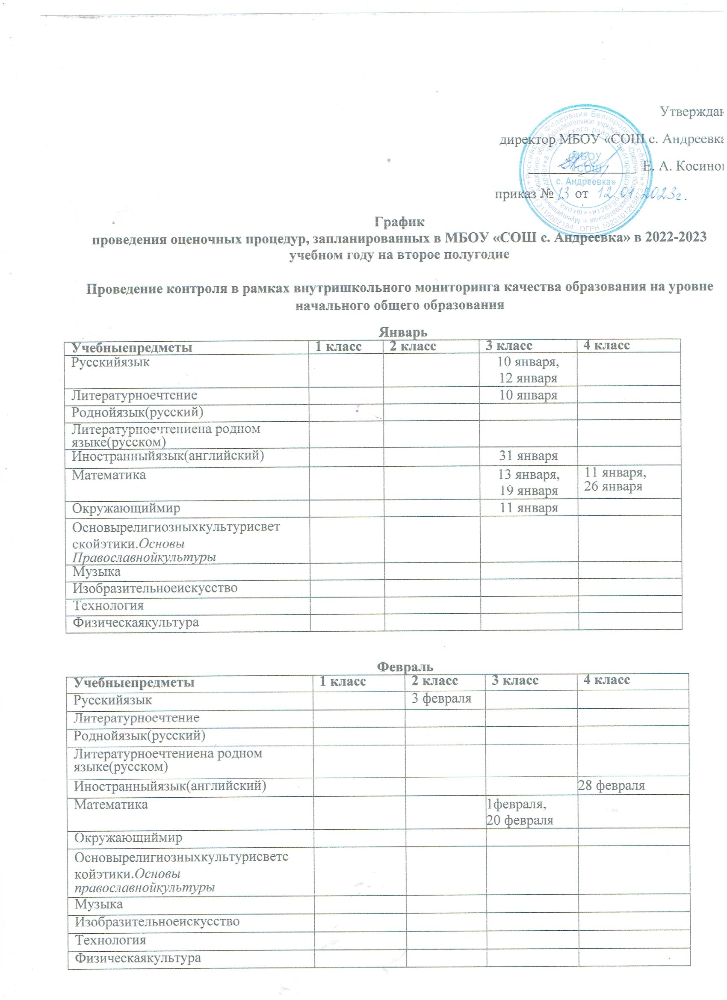 Утверждаю
директор МБОУ «СОШ с. Андреевка
Е. А. Косинов
приказ № 13 от 12.01 2023г.
МБОУ
«СОШ
с. Андреевка»
График
проведения оценочных процедур, запланированных в МБОУ «СОШ с. Андреевка» в 2022-2023
учебном году на второе полугодие
Проведение контроля в рамках внутришкольного мониторинга качества образования на уровне
начального общего образования
Январь
Учебныепредметы 1 класс 2 класс 3 класс 4 класс
Русскийязык 10 января,
12 января
Литературноечтение 10 января
Роднойязык(русский)
Литературноечтениена родном
языке(русском)
Иностранныйязык(английский) 31 января
Математика 13 января, 11 января,
19 января 26 января
Окружающиймир 11 января
Основырелигиозныхкультурисвет
скойэтики.Основы
Православнойкультуры
Музыка
Изобразительноеискусство
Технология
Физическаякультура
Февраль
Учебныепредметы 1 класс 2 класс 3 класс 4 класс
Русскийязык 3 февраля
Литературноечтение
Роднойязык(русский)
Литературноечтениена родном
языке(русском)
Иностранныйязык(английский) 28 февраля
Математика 1февраля,
20 февраля
Окружающиймир
Основырелигиозныхкультурисветс
койэтики.Основы
православнойкультуры
Музыка
Изобразительноеискусство
Технология
Физическаякультура